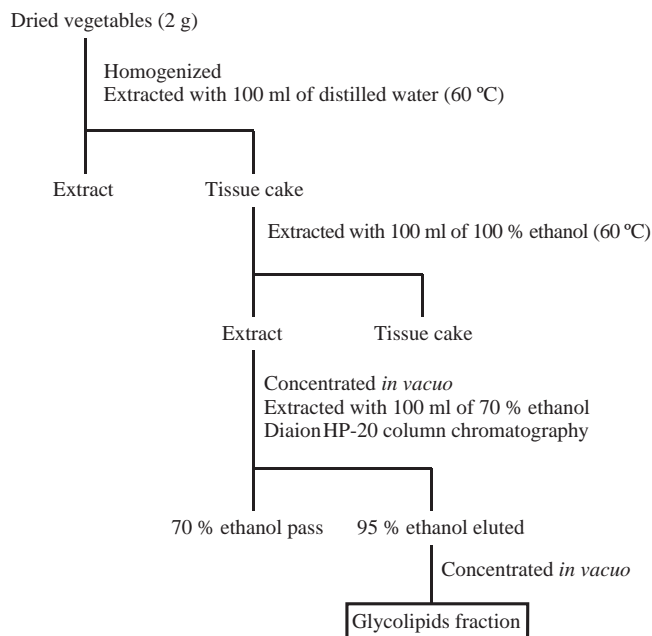 Dried vegetables (2 g)
Homogenized
Extracted with 100 ml of distilled water (60 ºC)
Extract
Tissue cake
Extracted with 100 ml of 100 % ethanol (60 ºC)
Extract
Tissue cake
Concentrated in vacuo
Extracted with 100 ml of 70 % ethanol
Diaion HP-20 column chromatography
70 % ethanol pass
95 % ethanol eluted
Concentrated in vacuo
Glycolipids fraction